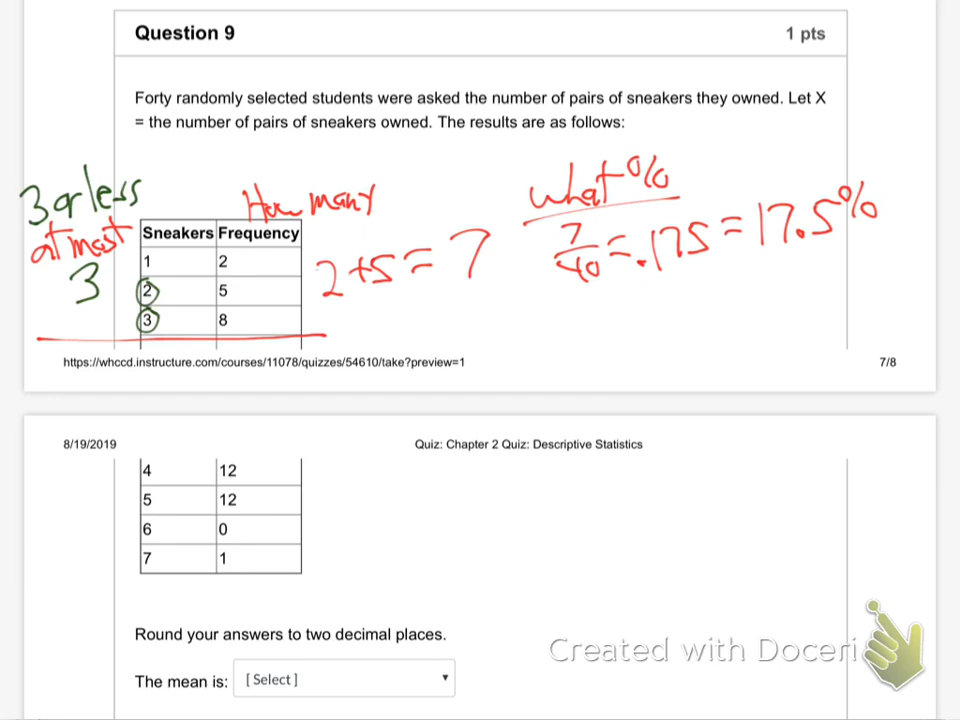 Question 9
1 pts
Forty randomly selected students were asked the number of pairs of sneakers they owned. Let X
= the number of pairs of sneakers owned. The results are as follows:
3 or less
at most
3
How many
what %
2+5 = 7
7/40 = .175 = 17.5%
Sneakers Frequency
1 2
2 5
3 8
https://whccd.instructure.com/courses/11078/quizzes/54610/take?preview=1
7/8
8/19/2019
Quiz: Chapter 2 Quiz: Descriptive Statistics
4 12
5 12
6 0
7 1
Round your answers to two decimal places.
The mean is: [ Select ]
Created with Doceri